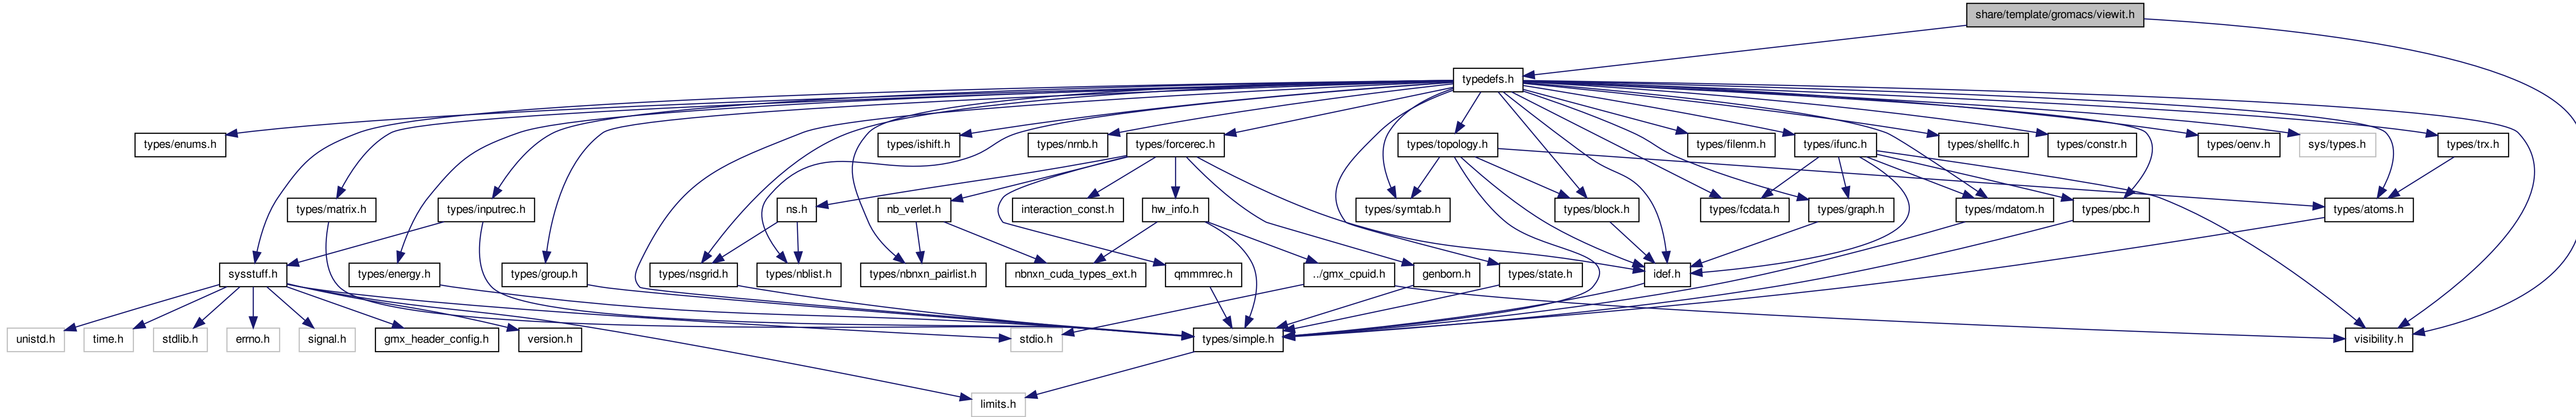 share/template/gromacs/viewit.h
typedefs.h
types/enums.h
types/ishift.h
types/nrnb.h
types/forcerec.h
types/topology.h
types/filenm.h
types/ifunc.h
types/shellfc.h
types/constr.h
types/oenv.h
sys/types.h
types/trx.h
types/matrix.h
types/inputrec.h
ns.h
nb_verlet.h
interaction_const.h
hw_info.h
types/symtab.h
types/block.h
types/fcdata.h
types/graph.h
types/mdatom.h
types/pbc.h
types/atoms.h
sysstuff.h
types/energy.h
types/group.h
types/nsgrid.h
types/nblist.h
types/nbnxn_pairlist.h
nbnxn_cuda_types_ext.h
qmmmrec.h
../gmx_cpuid.h
genborn.h
types/state.h
idef.h
unistd.h
time.h
stdlib.h
errno.h
signal.h
gmx_header_config.h
version.h
stdio.h
types/simple.h
visibility.h
limits.h